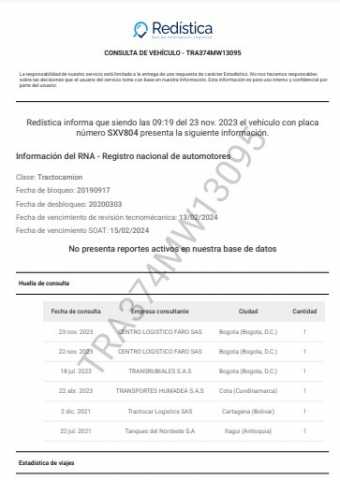 Redística
CONSULTA DE VEHÍCULO - TRA374MW13095
La responsabilidad de nuestro servicio está limitada a la entrega de una respuesta de carácter Estadístico. No nos hacemos responsables
sobre las decisiones que el usuario del servicio tome con base en nuestra información. Esta información es para uso interno y confidencial por
parte del usuario.
Redística informa que siendo las 09:19 del 23 nov. 2023 el vehículo con placa
número SXV804 presenta la siguiente información.
Información del RNA - Registro nacional de automotores
Clase: Tractocamion
Fecha de bloqueo: 20190917
Fecha de desbloqueo: 20200303
Fecha de vencimiento de revisión tecnomecánica: 13/02/2024
Fecha de vencimiento SOAT: 15/02/2024
No presenta reportes activos en nuestra base de datos
Huella de consulta
Fecha de consulta Empresa consultante Ciudad Cantidad
23 nov. 2023 CENTRO LOGISTICO FARO SAS Bogota (Bogota, D.C.) 1
22 nov. 2023 CENTRO LOGISTICO FARO SAS Bogota (Bogota, D.C.) 1
18 jul. 2023 TRANSRUBIALES S.A Bogota (Bogota, D.C.) 1
22 abr. 2023 TRANSPORTES HUMADEA S.A.S Cota (Cundinamarca) 1
2 dic. 2021 Tractocar Logistics SAS Cartagena (Bolivar) 1
22 jul. 2021 Tanques del Nordeste S.A Itagui (Antioquia) 1
Estadística de viajes
TRA374MW13095